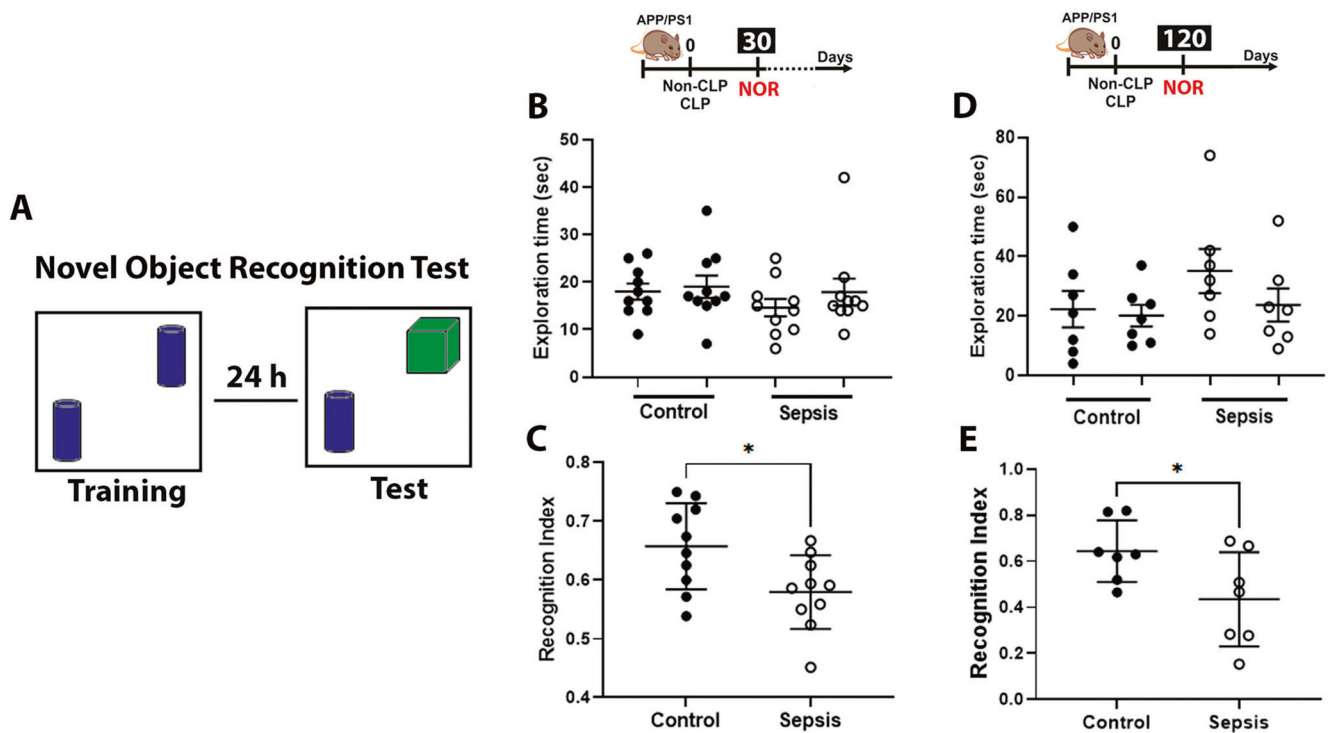 A
Novel Object Recognition Test
24 h
Training
Test
APP/PS1
0
30
Days
Non-CLP
CLP
NOR
B
Exploration time (sec)
50
40
30
20
10
0
Control
Sepsis
C
*
Recognition Index
0.8
0.7
0.6
0.5
0.4
Control
Sepsis
APP/PS1
0
120
Days
Non-CLP
CLP
NOR
D
Exploration time (sec)
80
60
40
20
0
Control
Sepsis
E
*
Recognition Index
1.0
0.8
0.6
0.4
0.2
0.0
Control
Sepsis